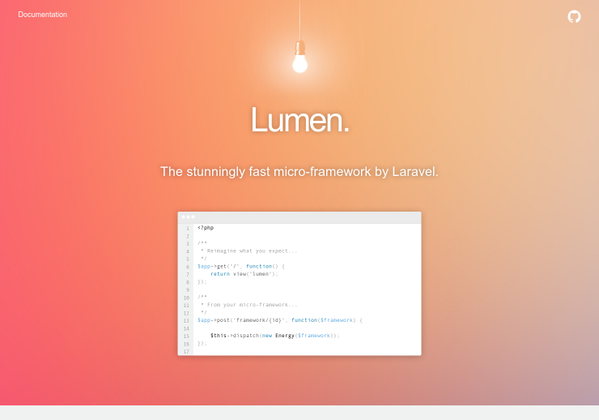 Documentation
Lumen.
The stunningly fast micro-framework by Laravel.
1 <?php
2
3 /**
4 * Reimagine what you expect...
5 */
6 $app->get('/', function() {
7 return view('lumen');
8 });
9
10 /**
11 * From your micro-framework...
12 */
13 $app->post('framework/{id}', function($framework) {
14
15 $this->dispatch(new Energy($framework));
16 });
17